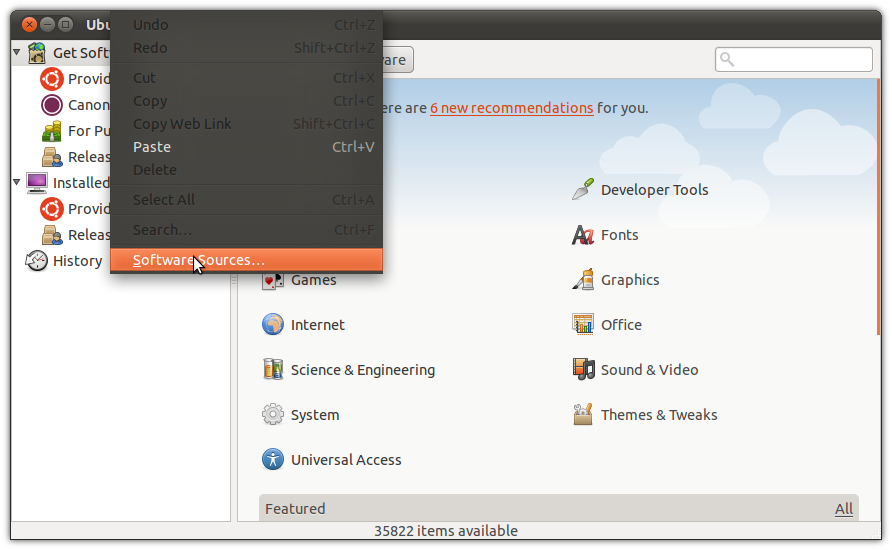 Ubu
Undo Ctrl+Z
Redo Shift+Ctrl+Z
Cut Ctrl+X
Copy Ctrl+C
Copy Web Link Shift+Ctrl+C
Paste Ctrl+V
Delete
Select All Ctrl+A
Search... Ctrl+F
Software Sources...
Get Soft
Provid
Canon
For Pu
Releas
Installed
Provid
Releas
History
ware
ere are 6 new recommendations for you.
Developer Tools
Fonts
Games
Graphics
Internet
Office
Science & Engineering
Sound & Video
System
Themes & Tweaks
Universal Access
Featured All
35822 items available